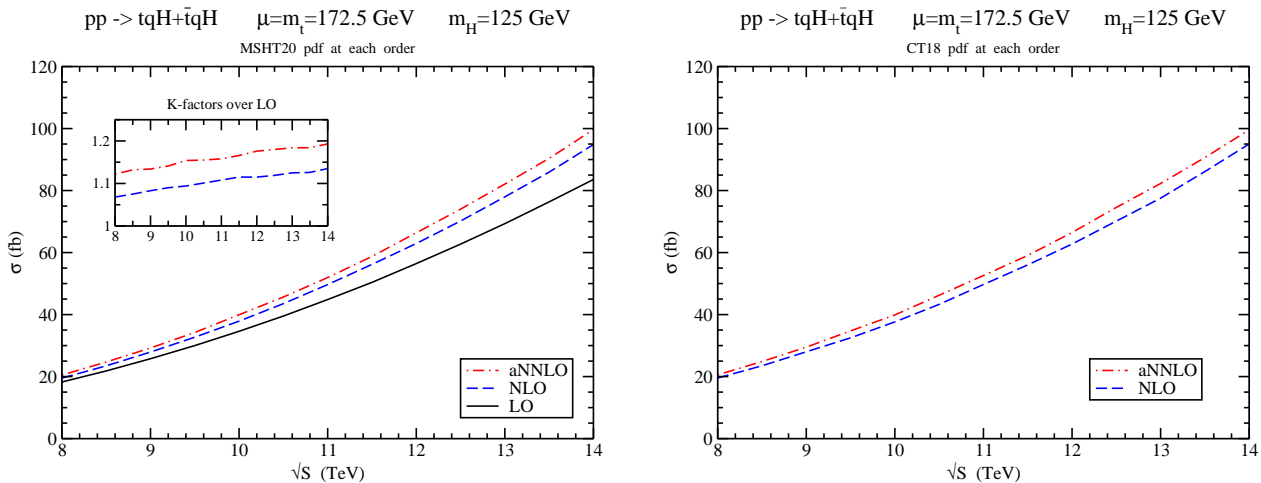 pp -> tqH+t̄qH μ=m_t=172.5 GeV m_H=125 GeV
MSHT20 pdf at each order
120
100
80
60
40
20
0
σ (fb)
K-factors over LO
1.2
1.1
1
8 9 10 11 12 13 14
aNNLO
NLO
LO
8 9 10 11 12 13 14
√S (TeV)
pp -> tqH+t̄qH μ=m_t=172.5 GeV m_H=125 GeV
CT18 pdf at each order
120
100
80
60
40
20
0
σ (fb)
aNNLO
NLO
8 9 10 11 12 13 14
√S (TeV)